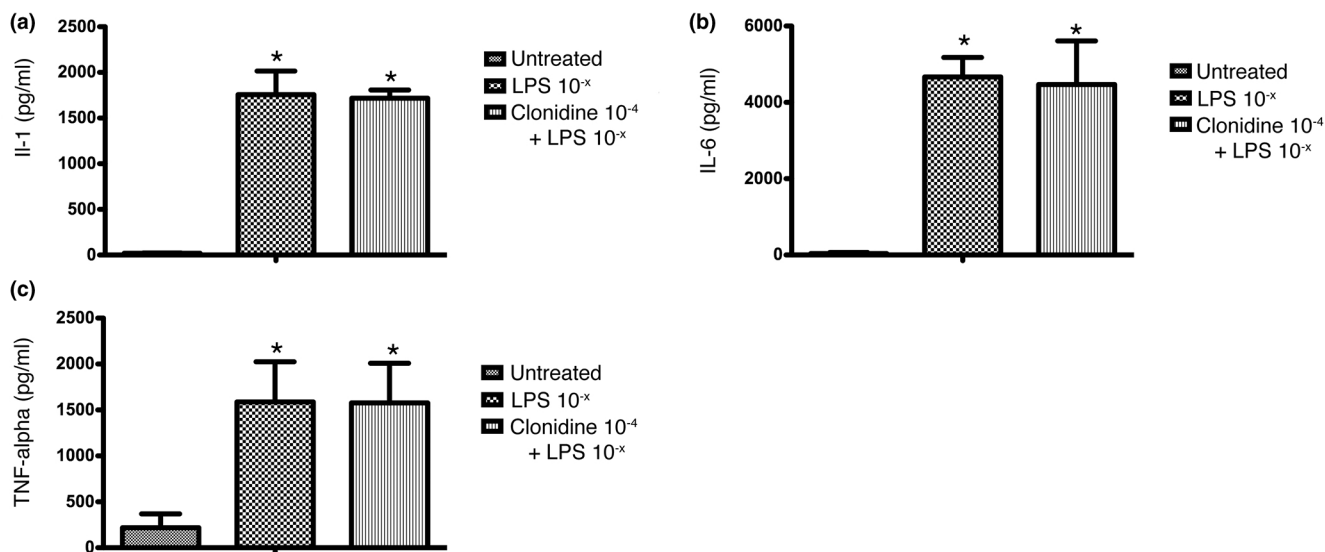 (a)
2500
2000
1500
1000
500
0
Il-1 (pg/ml)
*
*
Untreated
LPS 10⁻ˣ
Clonidine 10⁻⁴
+ LPS 10⁻ˣ
(b)
6000
4000
2000
0
IL-6 (pg/ml)
*
*
Untreated
LPS 10⁻ˣ
Clonidine 10⁻⁴
+ LPS 10⁻ˣ
(c)
2500
2000
1500
1000
500
0
TNF-alpha (pg/ml)
*
*
Untreated
LPS 10⁻ˣ
Clonidine 10⁻⁴
+ LPS 10⁻ˣ